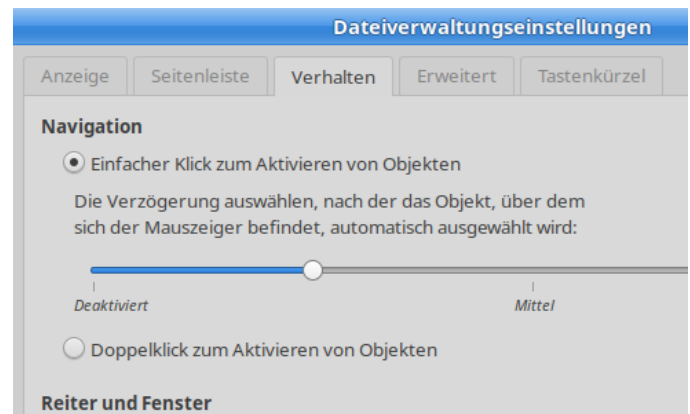 Dateiverwaltungseinstellungen
Anzeige Seitenleiste Verhalten Erweitert Tastenkürzel
Navigation
Einfacher Klick zum Aktivieren von Objekten
Die Verzögerung auswählen, nach der das Objekt, über dem
sich der Mauszeiger befindet, automatisch ausgewählt wird:
Deaktiviert Mittel
Doppelklick zum Aktivieren von Objekten
Reiter und Fenster